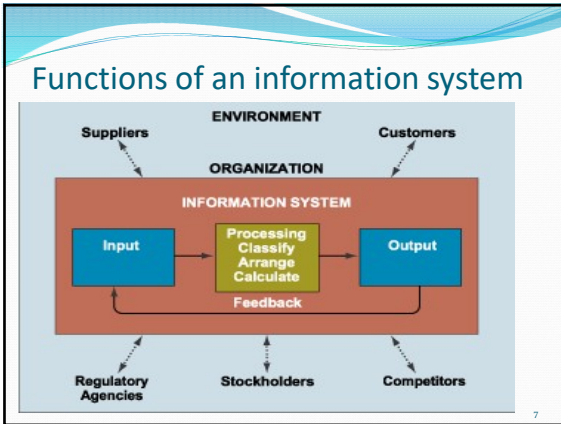 Functions of an information system
ENVIRONMENT
Suppliers
Customers
ORGANIZATION
INFORMATION SYSTEM
Input
Processing
Classify
Arrange
Calculate
Output
Feedback
Regulatory
Agencies
Stockholders
Competitors
7